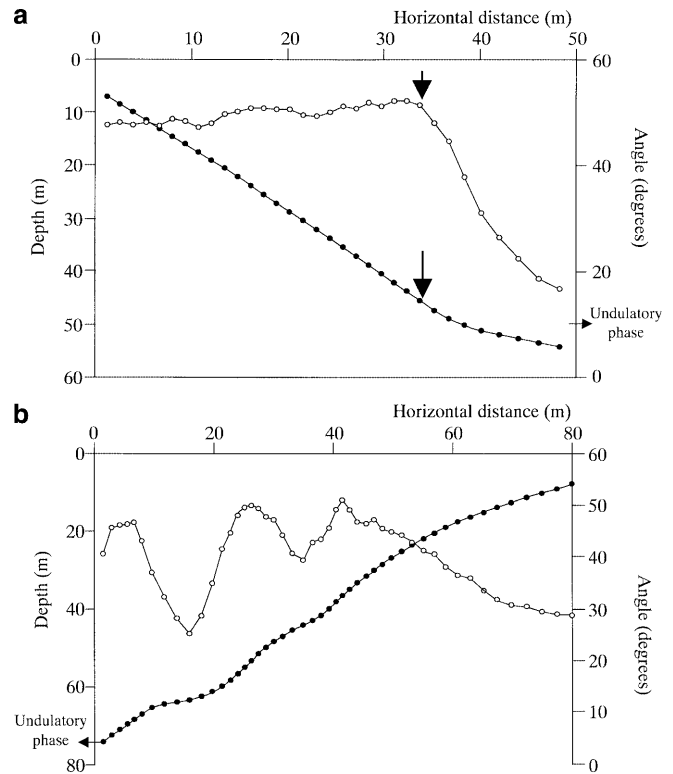 a
Horizontal distance (m)
0 10 20 30 40 50
0 60
10
20 40
30
40 20
50
60 0
Depth (m)
Angle (degrees)
Undulatory
phase
b
Horizontal distance (m)
0 20 40 60 80
0 60
50
20
40
40 30
20
60
10
80 0
Depth (m)
Angle (degrees)
Undulatory
phase